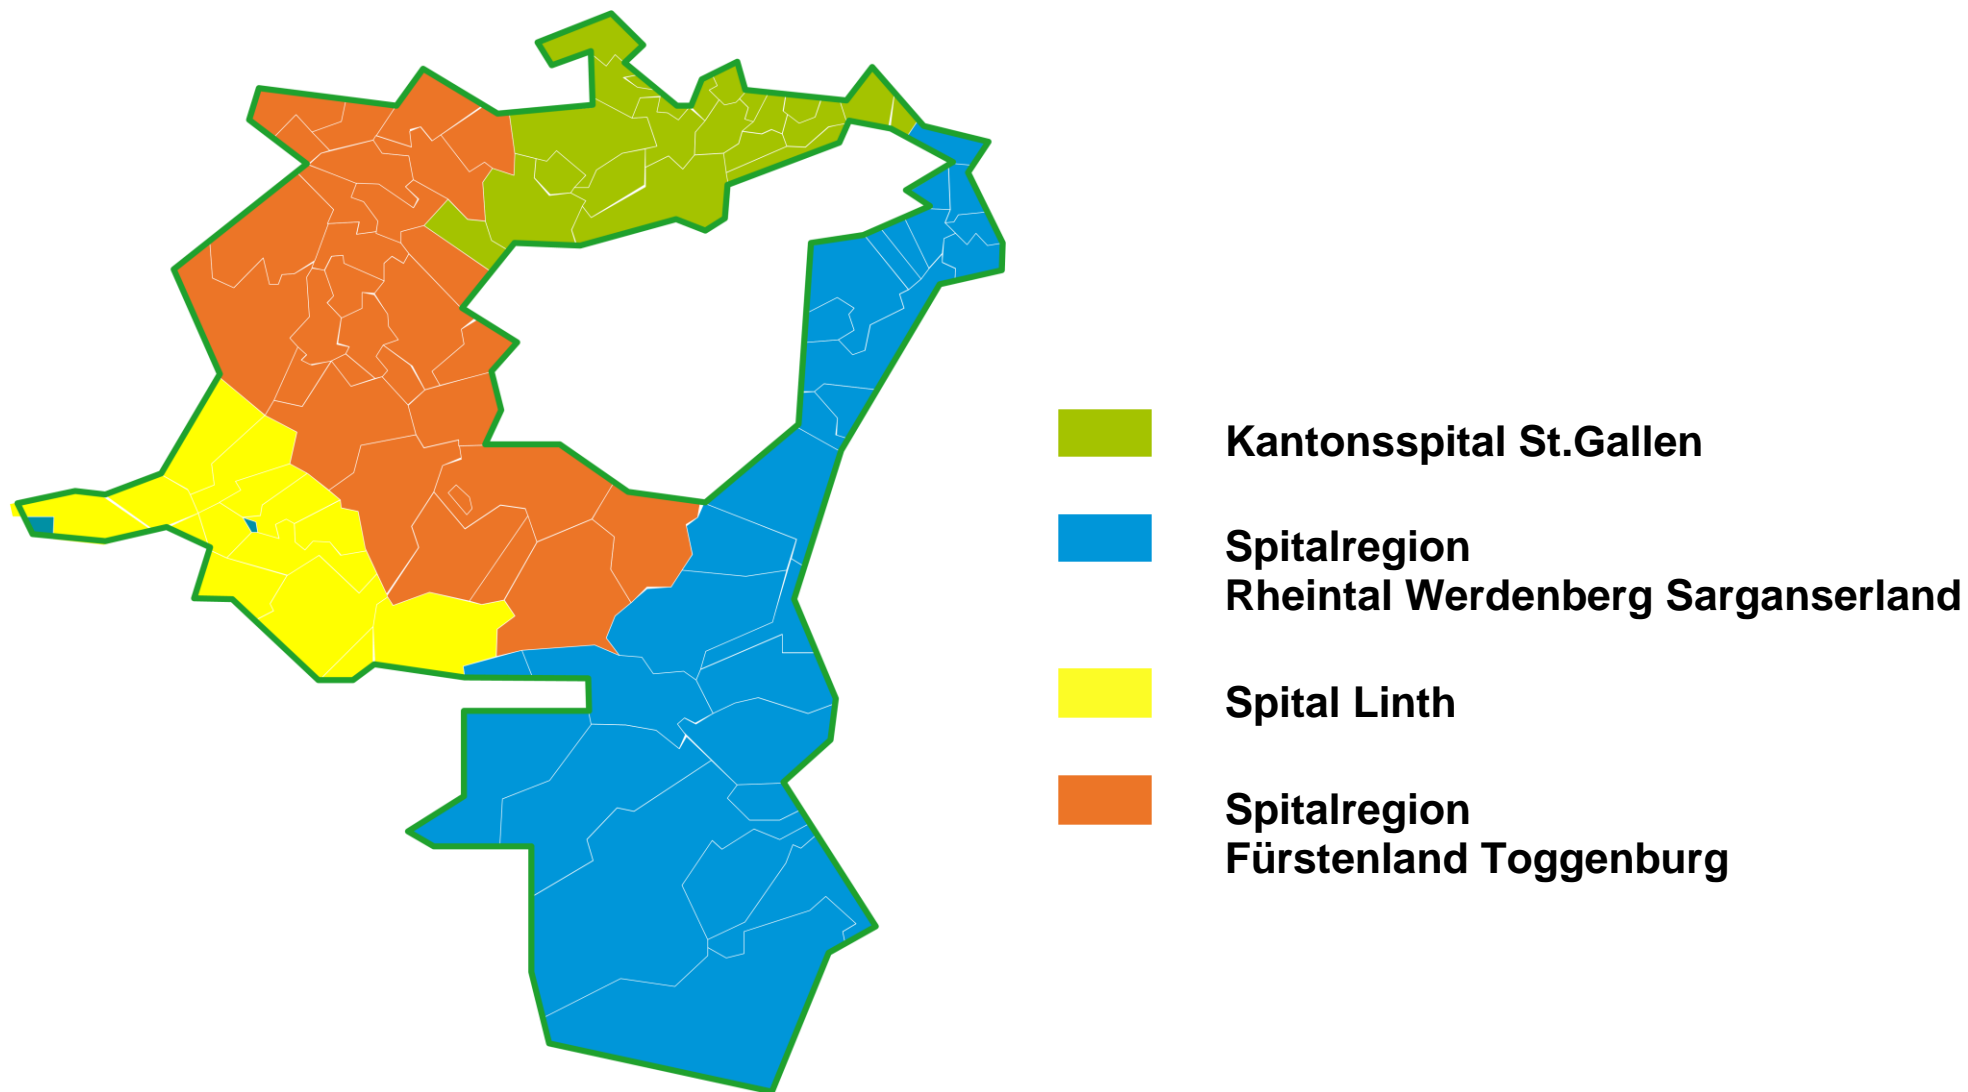 Kantonsspital St.Gallen
Spitalregion
Rheintal Werdenberg Sarganserland
Spital Linth
Spitalregion
Fürstenland Toggenburg